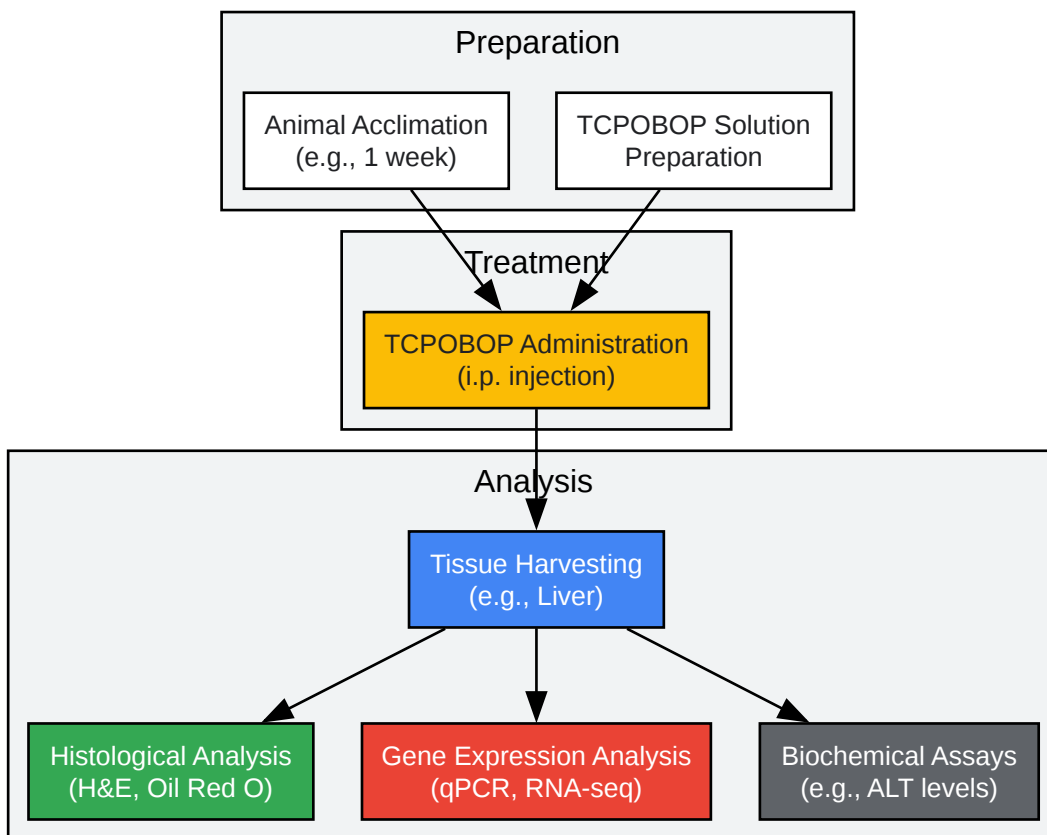 Preparation
Animal Acclimation
(e.g., 1 week)
TCPOBOP Solution
Preparation
Treatment
TCPOBOP Administration
(i.p. injection)
Analysis
Tissue Harvesting
(e.g., Liver)
Histological Analysis
(H&E, Oil Red O)
Gene Expression Analysis
(qPCR, RNA-seq)
Biochemical Assays
(e.g., ALT levels)